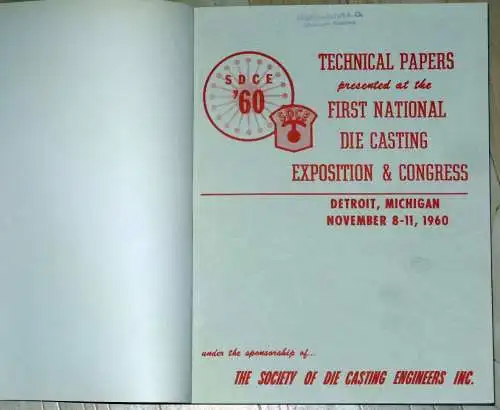 SDCE
'60
SDCE
TECHNICAL PAPERS
presented at the
FIRST NATIONAL
DIE CASTING
EXPOSITION & CONGRESS
DETROIT, MICHIGAN
NOVEMBER 8-11, 1960
under the sponsorship of...
THE SOCIETY OF DIE CASTING ENGINEERS INC.